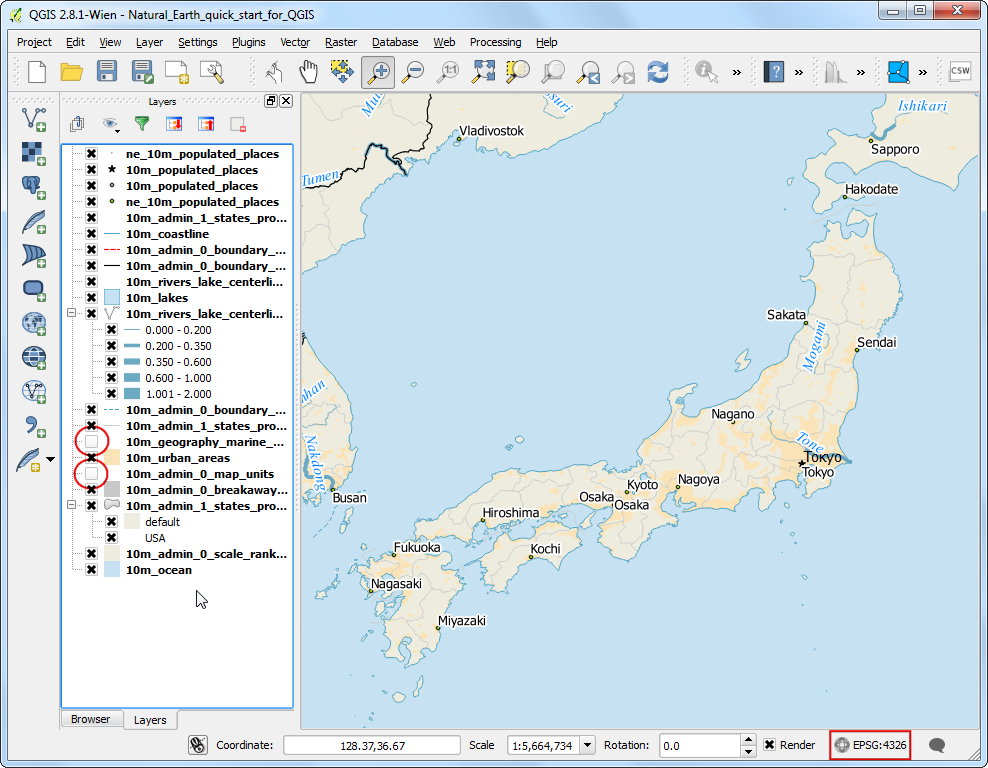 QGIS 2.8.1-Wien - Natural_Earth_quick_start_for_QGIS
Project Edit View Layer Settings Plugins Vector Raster Database Web Processing Help
1:1
»
?
»
»
»
CSW
Layers
ne_10m_populated_places
10m_populated_places
10m_populated_places
ne_10m_populated_places
10m_admin_1_states_pro...
10m_coastline
10m_admin_0_boundary_...
10m_admin_0_boundary_...
10m_rivers_lake_centerli...
10m_lakes
10m_rivers_lake_centerli...
0.000 - 0.200
0.200 - 0.350
0.350 - 0.600
0.600 - 1.000
1.001 - 2.000
10m_admin_0_boundary_...
10m_admin_1_states_pro...
10m_geography_marine_...
10m_urban_areas
10m_admin_0_map_units
10m_admin_0_breakaway...
10m_admin_1_states_pro...
default
USA
10m_admin_0_scale_rank...
10m_ocean
Browser Layers
Ishikari
Vladivostok
Sapporo
Tumen
Hakodate
Sakata
Mogami
Sendai
Nagano
Tone
Tokyo
Tokyo
Nakdong
Busan
Kyoto
Nagoya
Osaka
Osaka
Hiroshima
Fukuoka
Kochi
Nagasaki
Miyazaki
Coordinate: 128.37,36.67 Scale 1:5,664,734 Rotation: 0.0 Render EPSG:4326